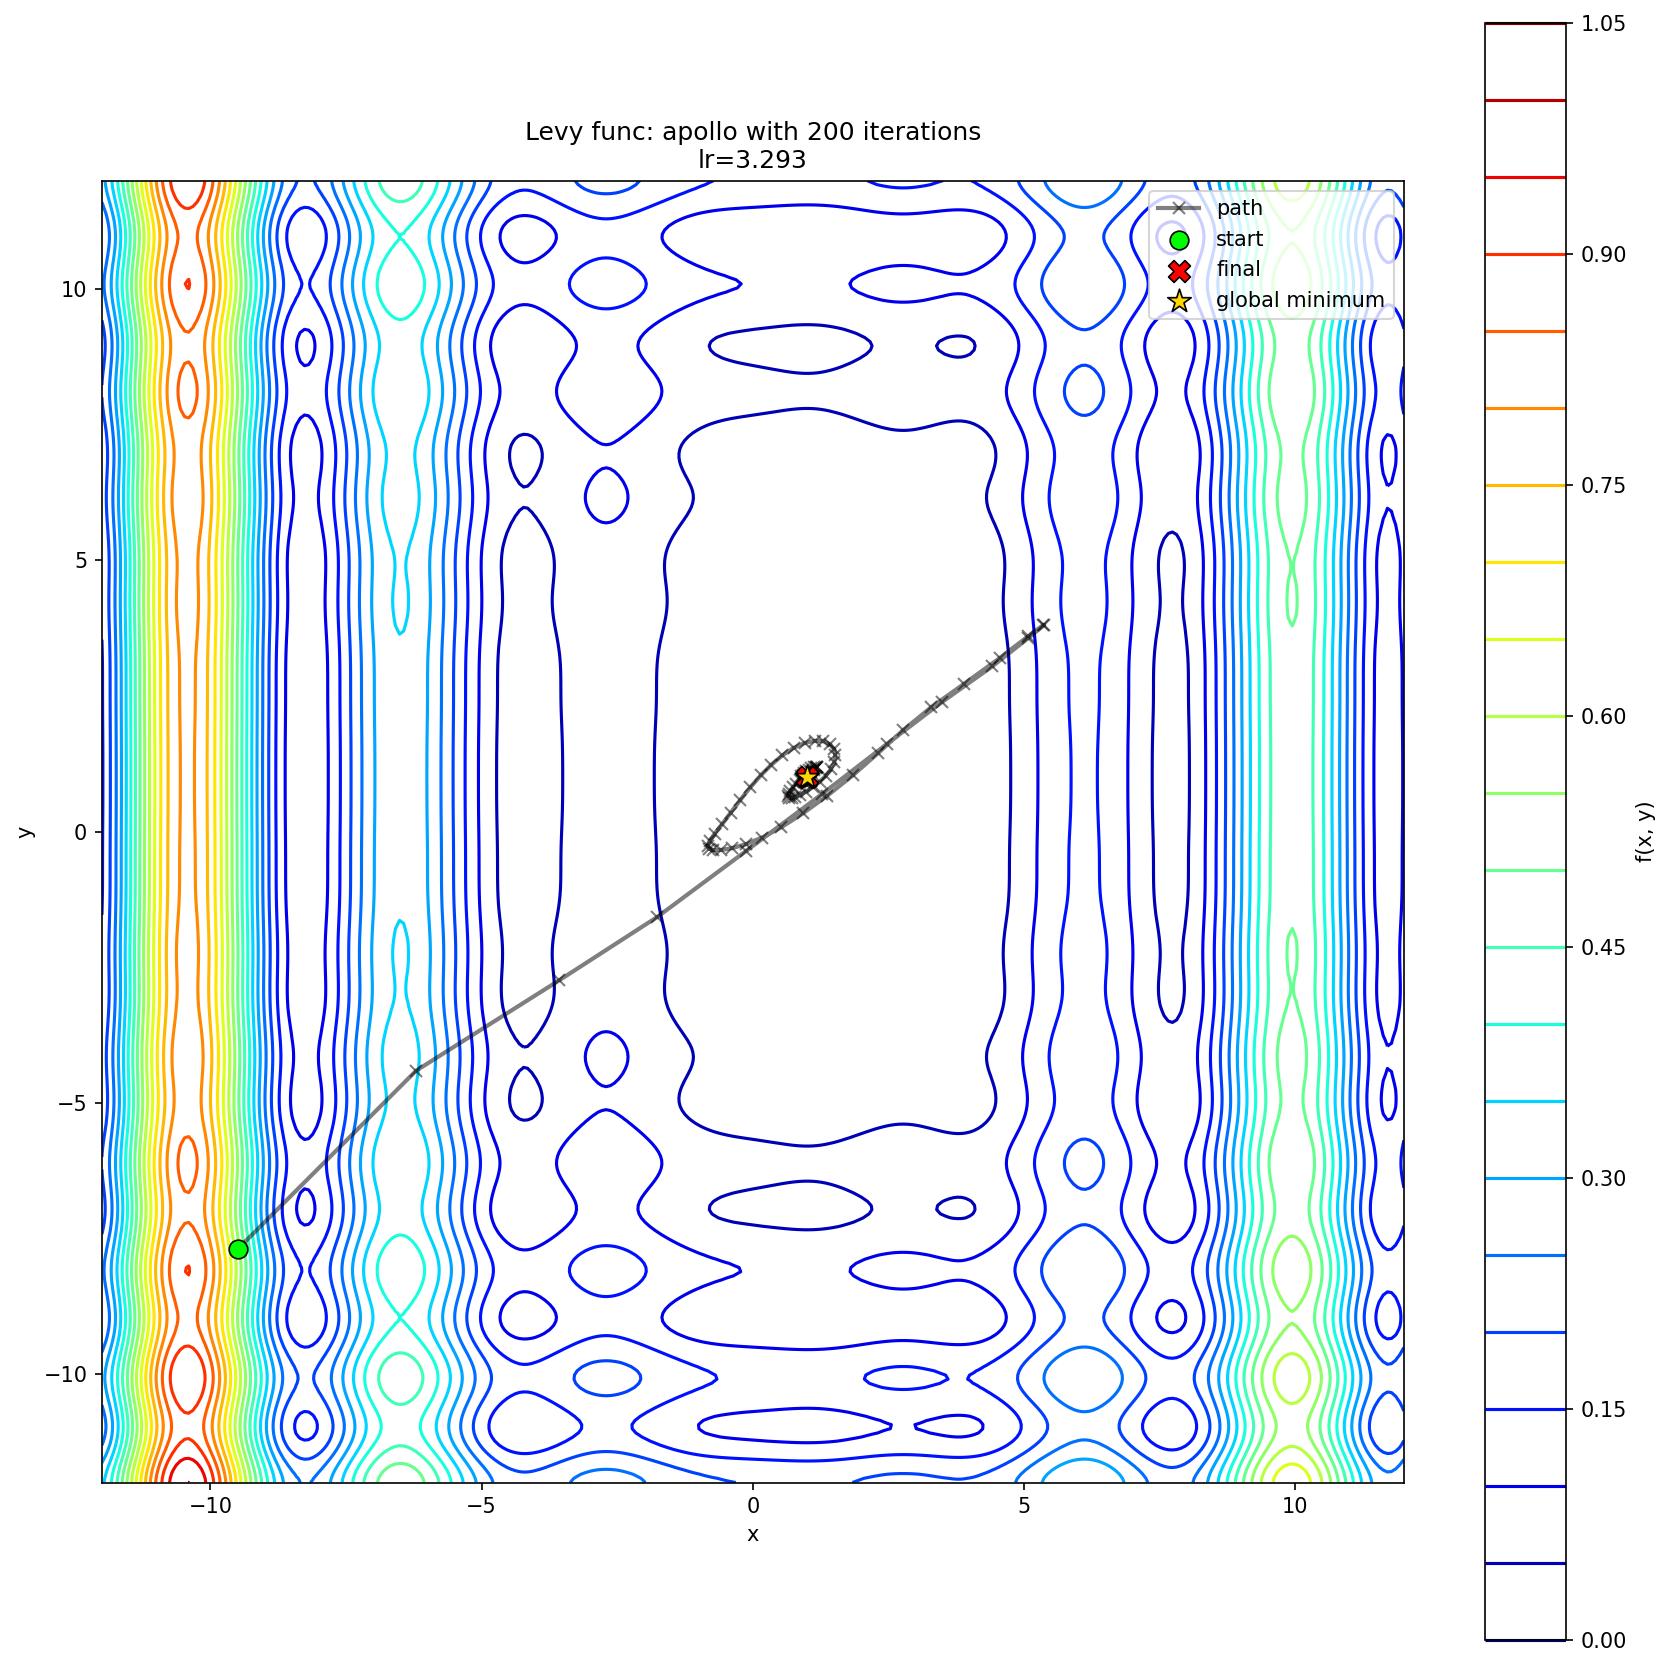 Levy func: apollo with 200 iterations
lr=3.293
path
start
final
global minimum
10
5
0
−5
−10
y
−10
−5
0
5
10
x
1.05
0.90
0.75
0.60
0.45
0.30
0.15
0.00
f(x, y)